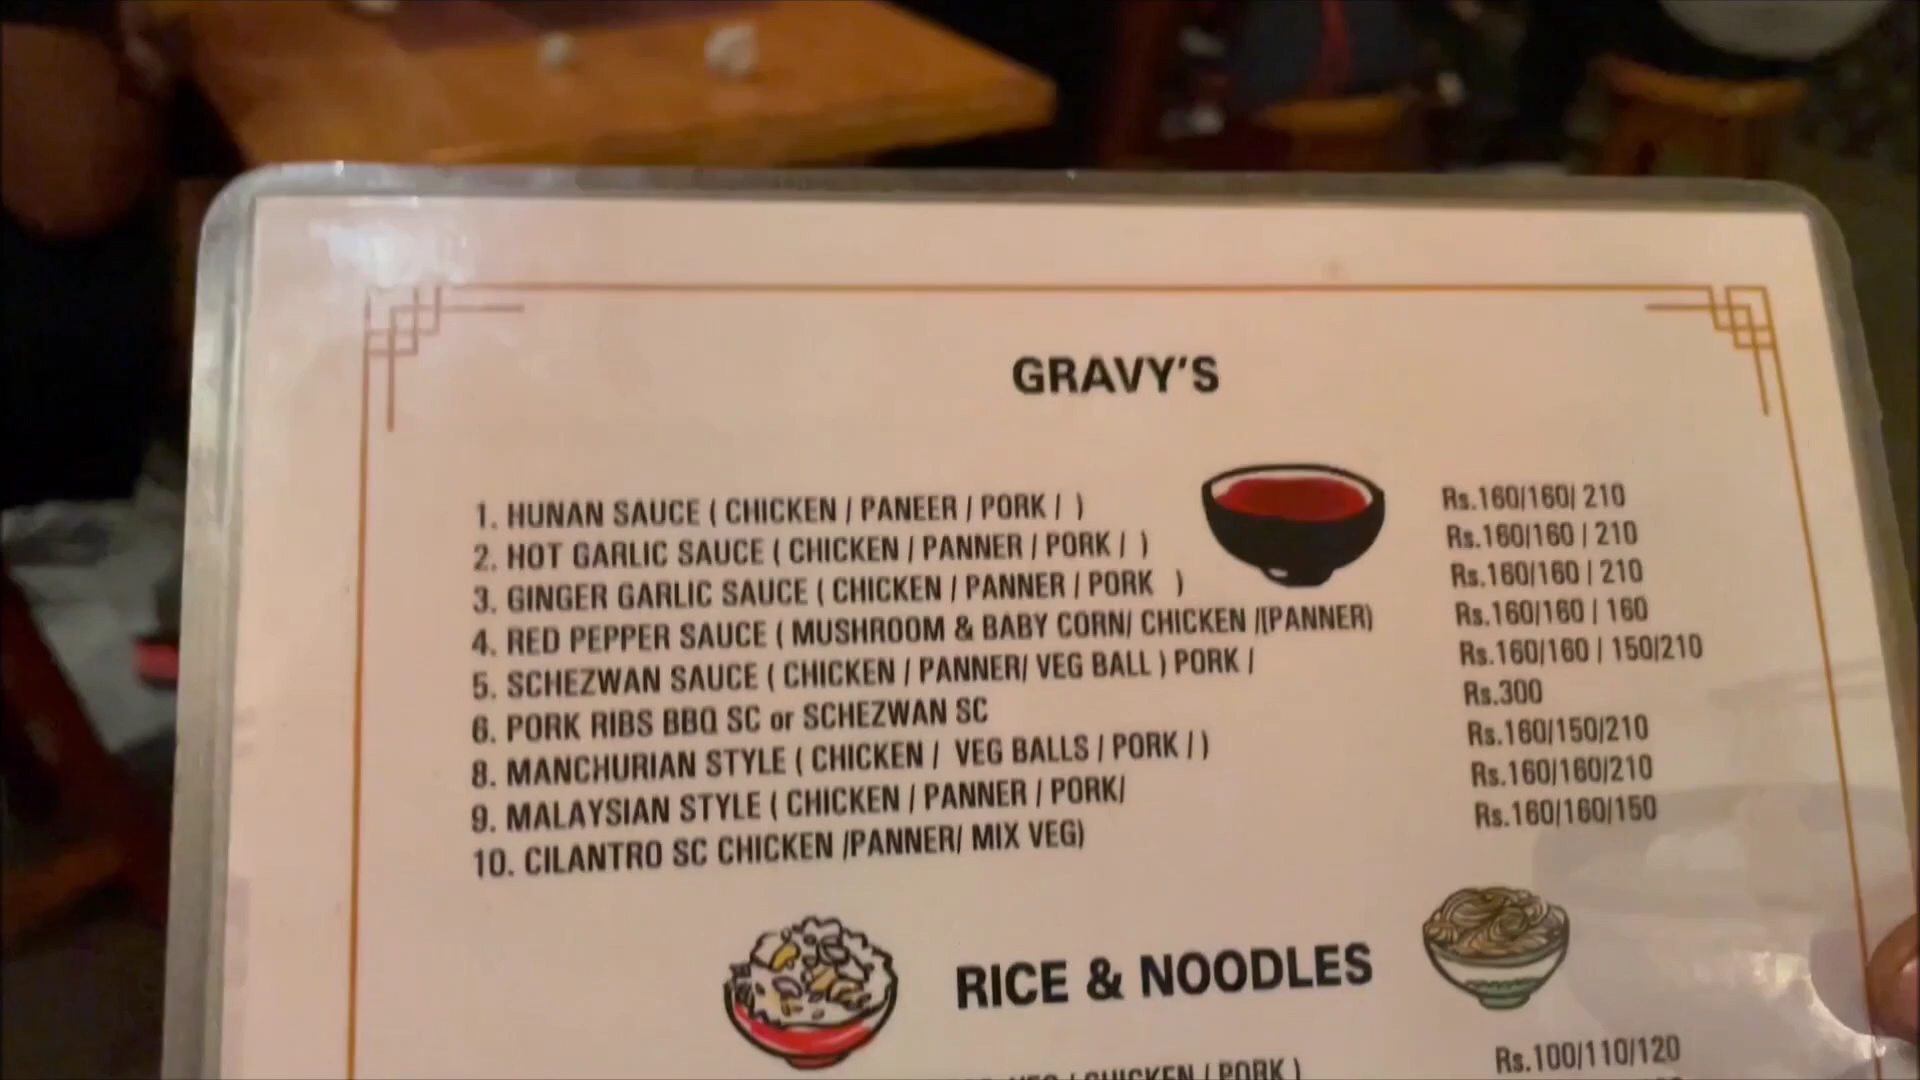 GRAVY'S
1. HUNAN SAUCE ( CHICKEN / PANEER / PORK / ) Rs.160/160/ 210
2. HOT GARLIC SAUCE ( CHICKEN / PANNER / PORK / ) Rs.160/160 / 210
3. GINGER GARLIC SAUCE ( CHICKEN / PANNER / PORK ) Rs.160/160 / 210
4. RED PEPPER SAUCE ( MUSHROOM & BABY CORN/ CHICKEN /(PANNER) Rs.160/160 / 160
5. SCHEZWAN SAUCE ( CHICKEN / PANNER/ VEG BALL ) PORK / Rs.160/160 / 150/210
6. PORK RIBS BBQ SC or SCHEZWAN SC Rs.300
8. MANCHURIAN STYLE ( CHICKEN / VEG BALLS / PORK / ) Rs.160/150/210
9. MALAYSIAN STYLE ( CHICKEN / PANNER / PORK/ Rs.160/160/210
10. CILANTRO SC CHICKEN /PANNER/ MIX VEG) Rs.160/160/150
RICE & NOODLES
VEG / CHICKEN / PORK ) Rs.100/110/120